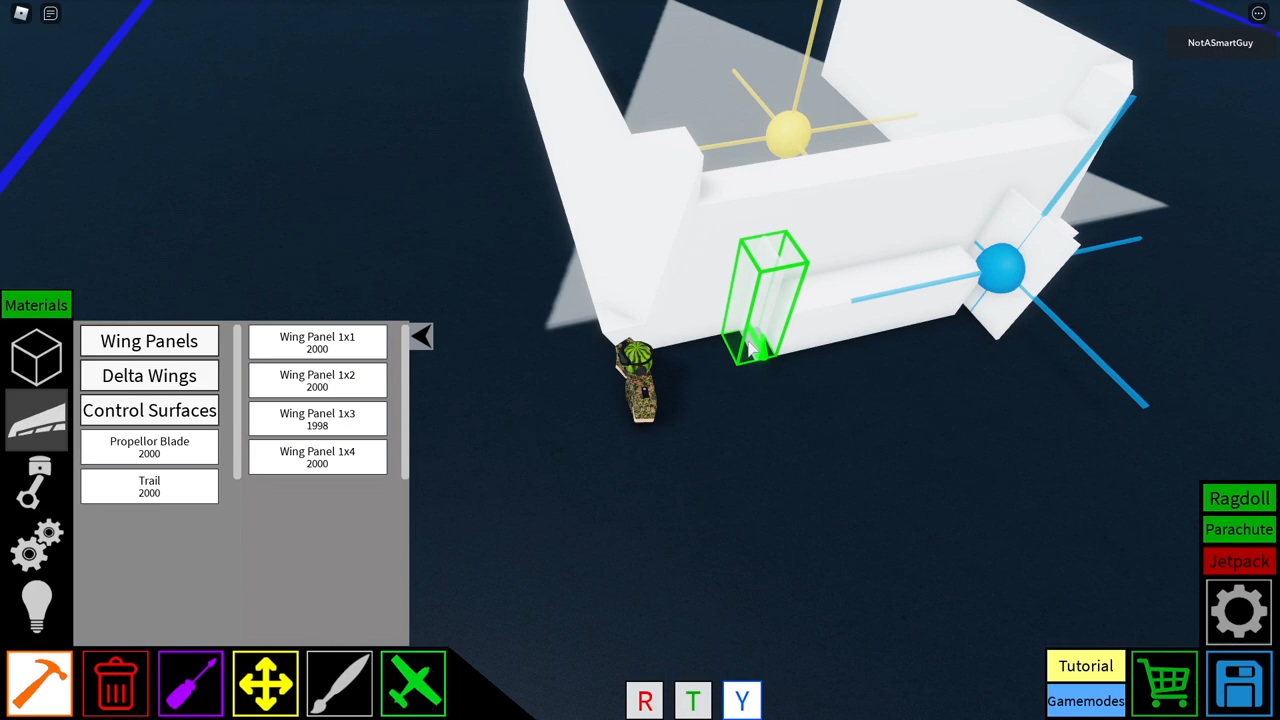 NotASmartGuy
Materials
Wing Panels
Delta Wings
Control Surfaces
Propellor Blade
2000
Trail
2000
Wing Panel 1x1
2000
Wing Panel 1x2
2000
Wing Panel 1x3
1998
Wing Panel 1x4
2000
Ragdoll
Parachute
Jetpack
Tutorial
Gamemodes
R
T
Y